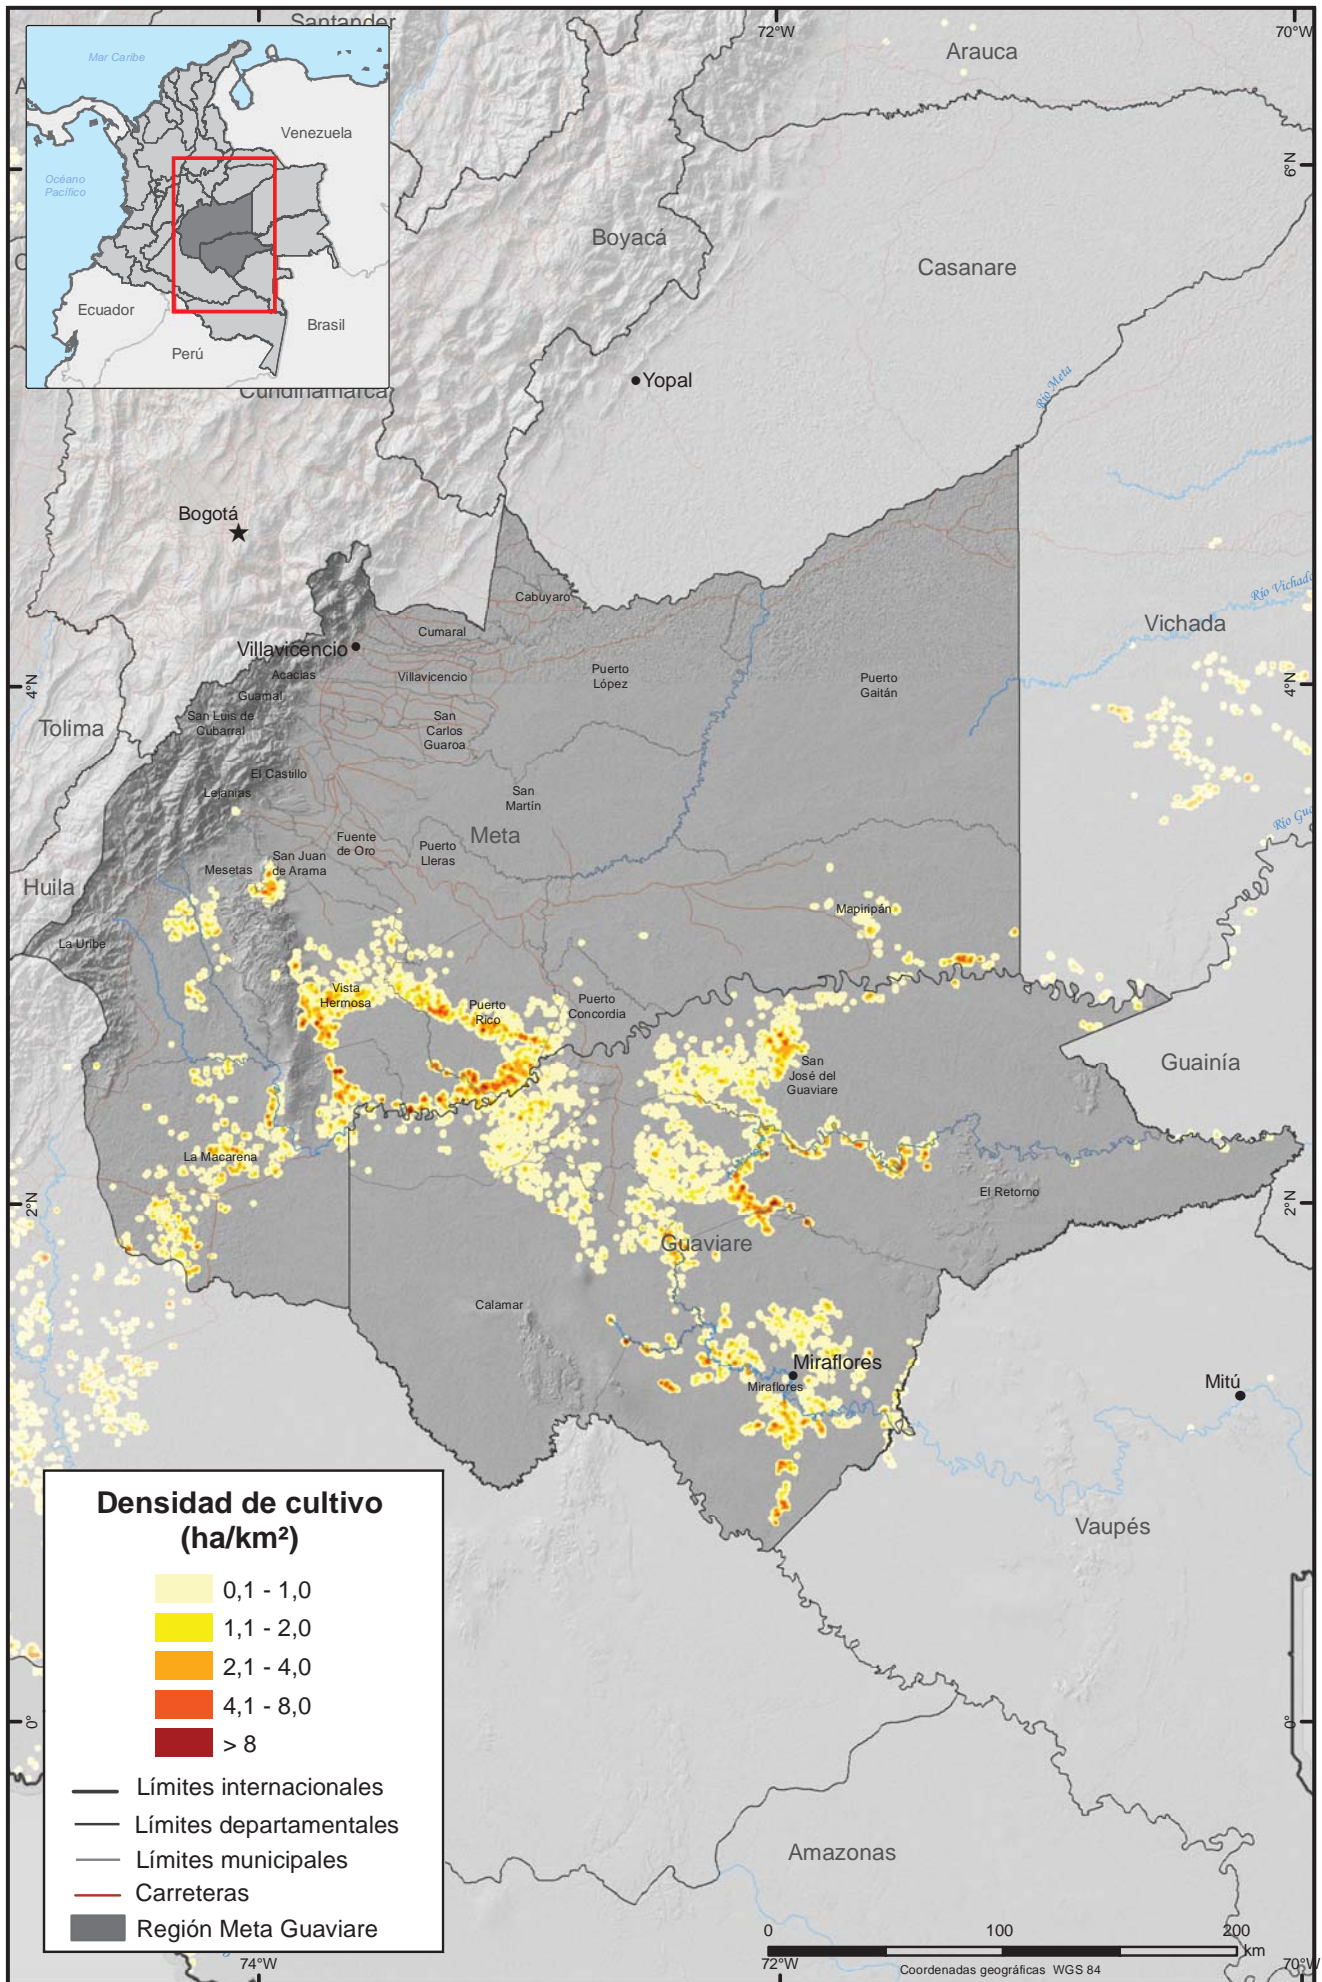 Santander
72°W
70°W
Arauca
Mar Caribe
Venezuela
Océano
Pacífico
6°N
Boyacá
Casanare
Ecuador
Brasil
Perú
Cundinamarca
Yopal
Río Meta
Bogotá
Río Vichada
Cabuyaro
Vichada
Cumaral
Villavicencio
Acacias
Villavicencio
Puerto
López
Puerto
Gaitán
4°N
4°N
Guamal
San Luis de
Cubarral
San
Carlos
Guaroa
Tolima
El Castillo
Lejanias
San
Martín
Meta
Fuente
de Oro
Puerto
Lleras
San Juan
de Arama
Mesetas
Huila
Mapiripán
La Uribe
Vista
Hermosa
Puerto
Rico
Puerto
Concordia
San
José del
Guaviare
Guainía
La Macarena
El Retorno
2°N
2°N
Guaviare
Calamar
Miraflores
Miraflores
Mitú
Vaupés
Densidad de cultivo
(ha/km²)
0,1 - 1,0
1,1 - 2,0
2,1 - 4,0
4,1 - 8,0
> 8
Límites internacionales
Límites departamentales
Límites municipales
Carreteras
Región Meta Guaviare
0°
0°
Amazonas
0
100
200
km
Coordenadas geográficas WGS 84
74°W
72°W
70°W